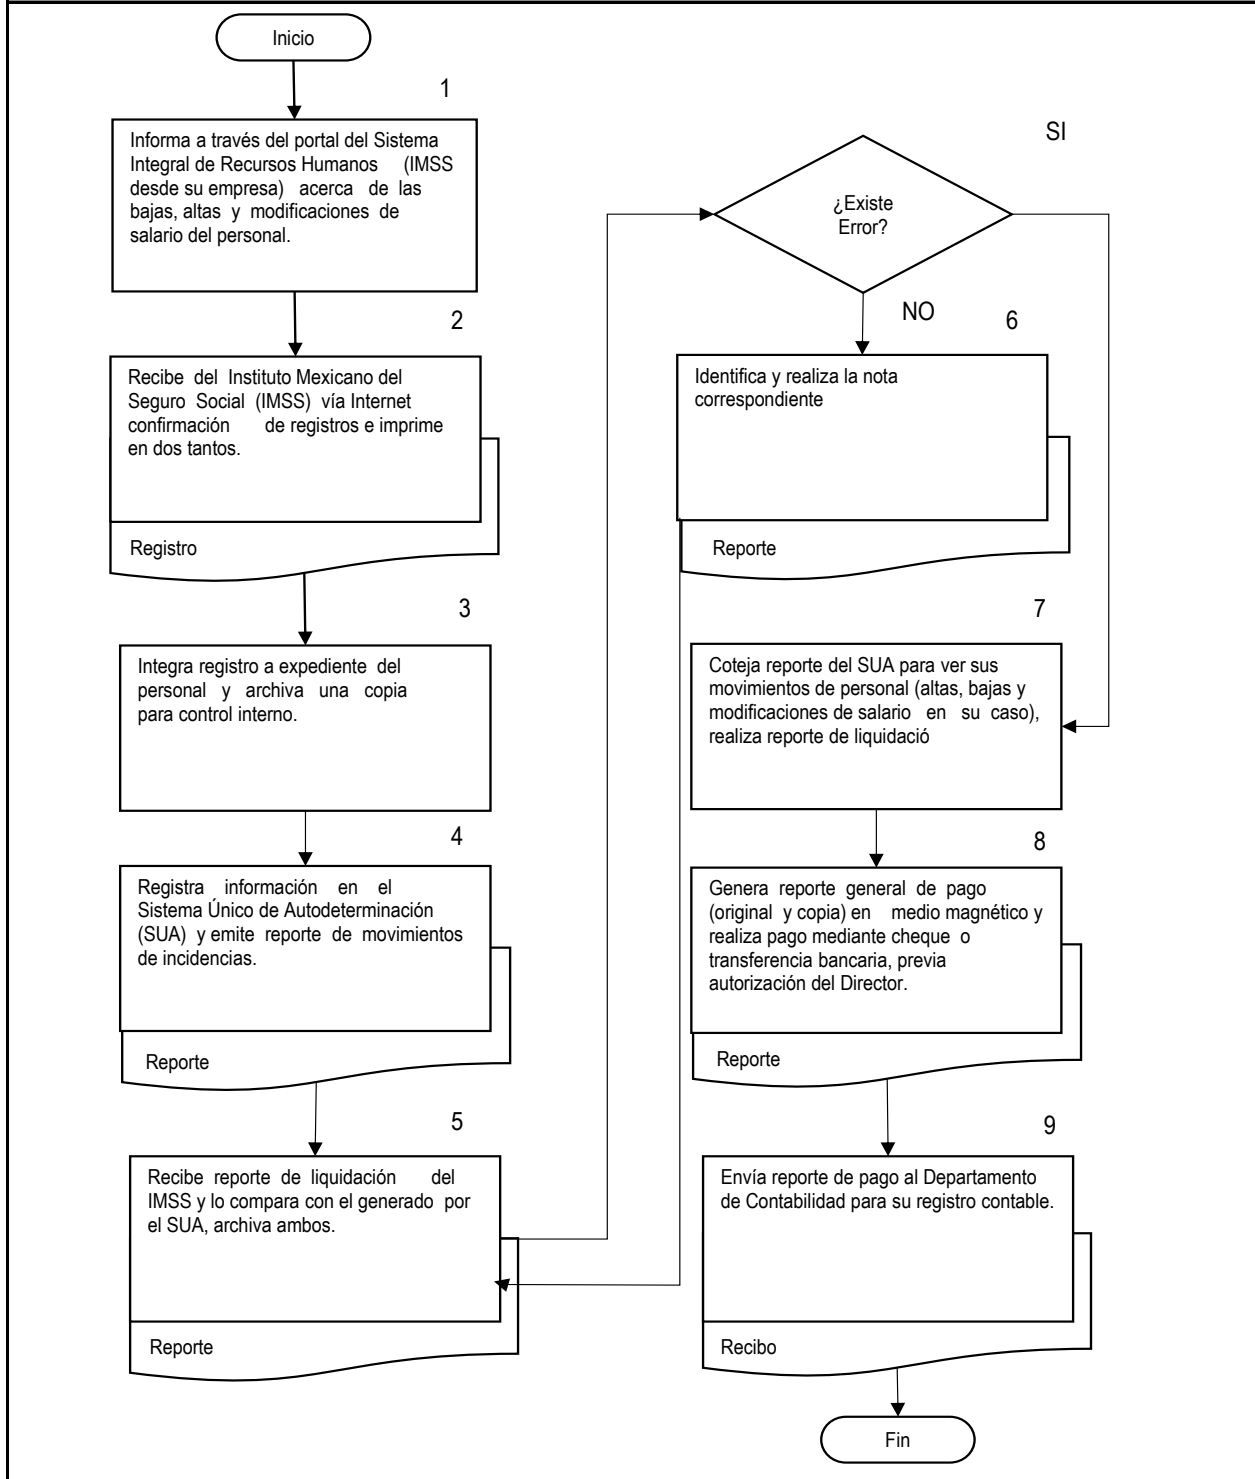 Inicio
1
Informa a través del portal del Sistema
Integral de Recursos Humanos (IMSS
desde su empresa) acerca de las
bajas, altas y modificaciones de
salario del personal.
2
Recibe del Instituto Mexicano del
Seguro Social (IMSS) vía Internet
confirmación de registros e imprime
en dos tantos.
Registro
3
Integra registro a expediente del
personal y archiva una copia
para control interno.
4
Registra información en el
Sistema Único de Autodeterminación
(SUA) y emite reporte de movimientos
de incidencias.
Reporte
5
Recibe reporte de liquidación del
IMSS y lo compara con el generado por
el SUA, archiva ambos.
Reporte
¿Existe
Error?
SI
NO
6
Identifica y realiza la nota
correspondiente
Reporte
7
Coteja reporte del SUA para ver sus
movimientos de personal (altas, bajas y
modificaciones de salario en su caso),
realiza reporte de liquidació
8
Genera reporte general de pago
(original y copia) en medio magnético y
realiza pago mediante cheque o
transferencia bancaria, previa
autorización del Director.
Reporte
9
Envía reporte de pago al Departamento
de Contabilidad para su registro contable.
Recibo
Fin